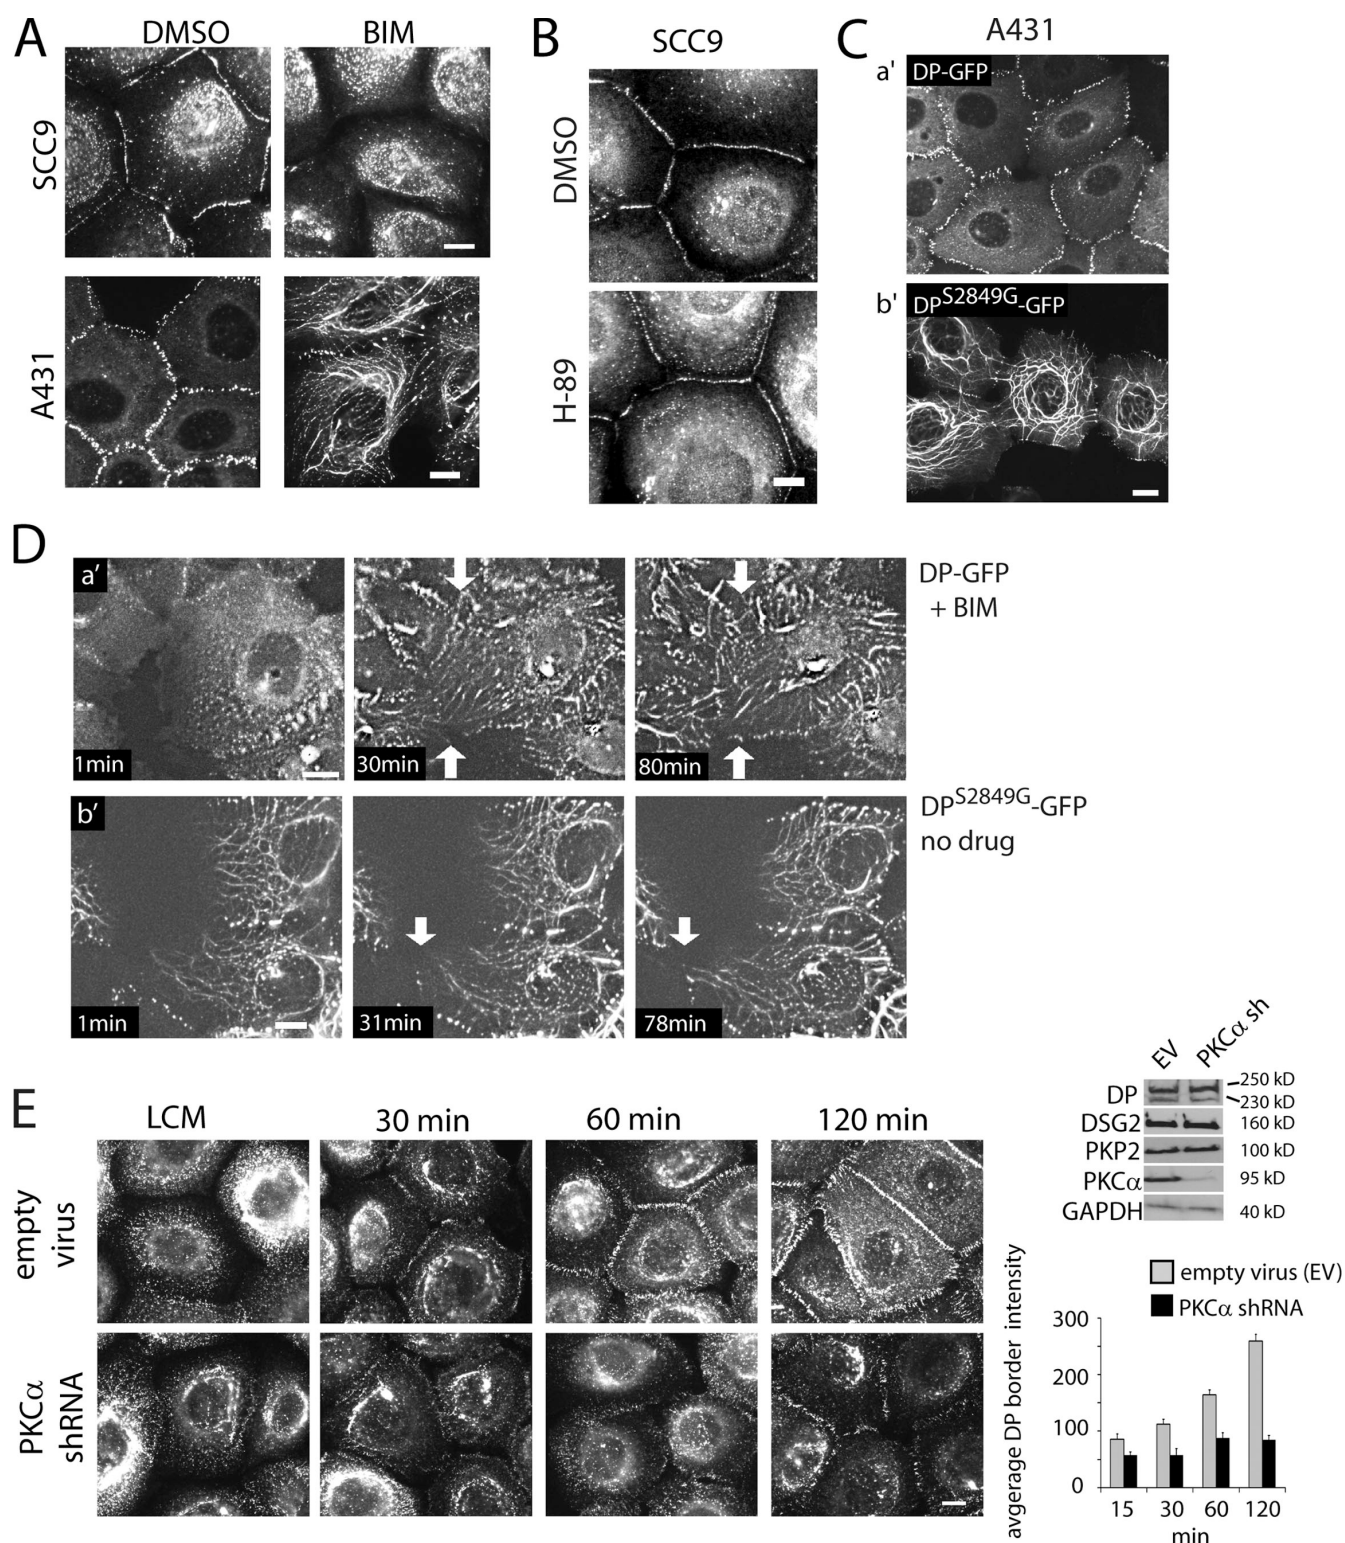 A
DMSO
BIM
SCC9
A431
B
SCC9
DMSO
H-89
C
A431
a' DP-GFP
b' DPS2849G-GFP
D
a'
1min
30min
80min
DP-GFP
+ BIM
b'
1min
31min
78min
DPS2849G-GFP
no drug
E
LCM
30 min
60 min
120 min
empty
virus
PKCα
shRNA
EV
PKCα sh
DP
250 kD
230 kD
DSG2
160 kD
PKP2
100 kD
PKCα
95 kD
GAPDH
40 kD
empty virus (EV)
PKCα shRNA
avgerage DP border intensity
300
200
100
0
15
30
60
120
min